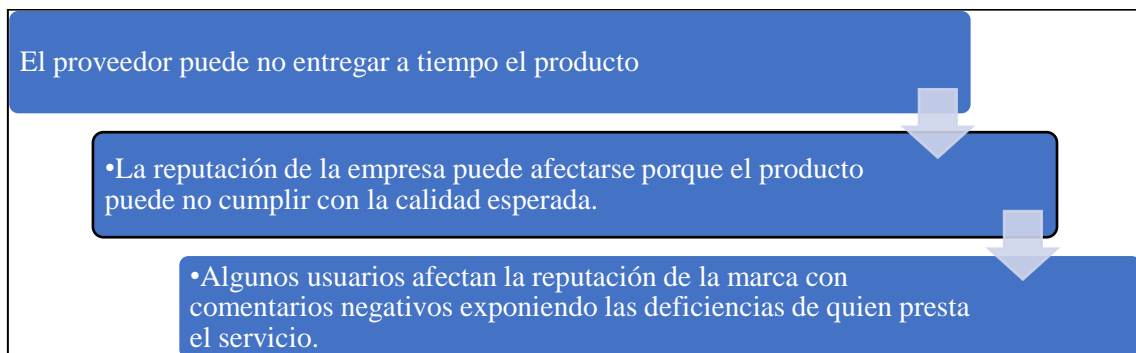 El proveedor puede no entregar a tiempo el producto
•La reputación de la empresa puede afectarse porque el producto
puede no cumplir con la calidad esperada.
•Algunos usuarios afectan la reputación de la marca con
comentarios negativos exponiendo las deficiencias de quien presta
el servicio.